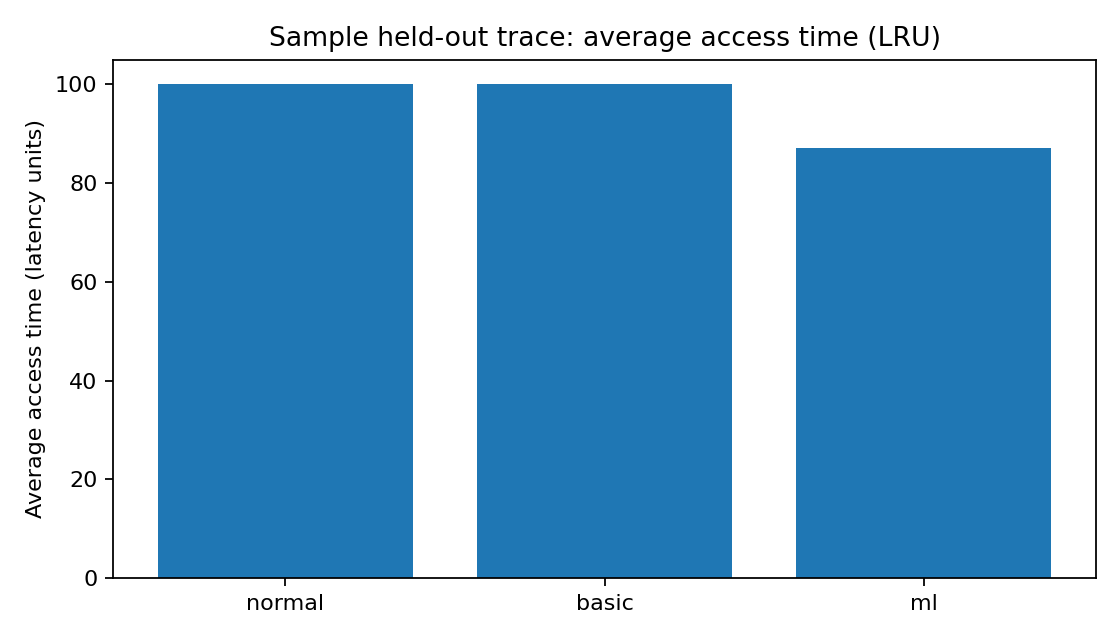 Sample held-out trace: average access time (LRU)
Average access time (latency units)
100
80
60
40
20
0
normal basic ml